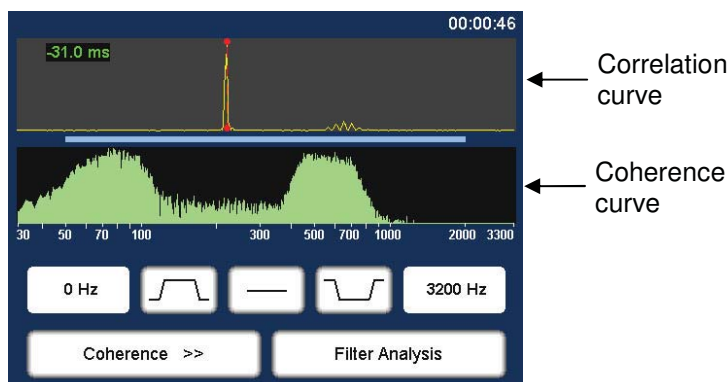 00:00:46
-31.0 ms
Correlation
curve
Coherence
curve
30 50 70 100 300 500 700 1000 2000 3300
0 Hz 3200 Hz
Coherence >> Filter Analysis